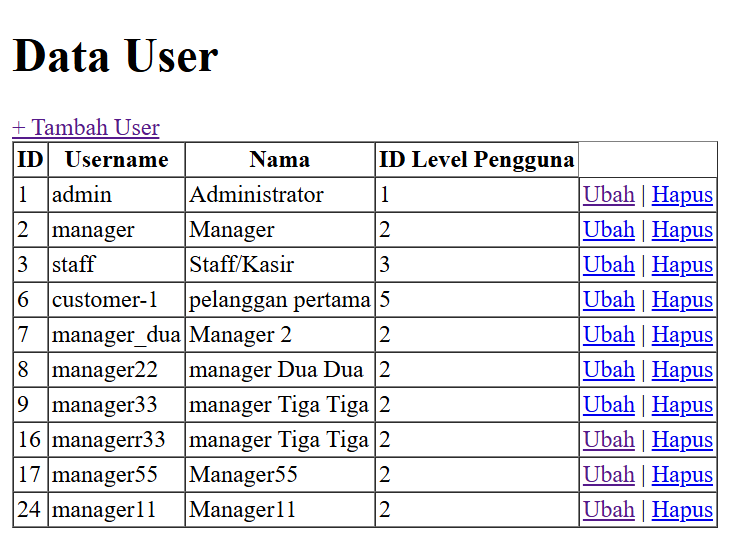 Data User
+ Tambah User
ID Username Nama ID Level Pengguna
1 admin Administrator 1 Ubah | Hapus
2 manager Manager 2 Ubah | Hapus
3 staff Staff/Kasir 3 Ubah | Hapus
6 customer-1 pelanggan pertama 5 Ubah | Hapus
7 manager_dua Manager 2 2 Ubah | Hapus
8 manager22 manager Dua Dua 2 Ubah | Hapus
9 manager33 manager Tiga Tiga 2 Ubah | Hapus
16 managerr33 manager Tiga Tiga 2 Ubah | Hapus
17 manager55 Manager55 2 Ubah | Hapus
24 manager11 Manager11 2 Ubah | Hapus